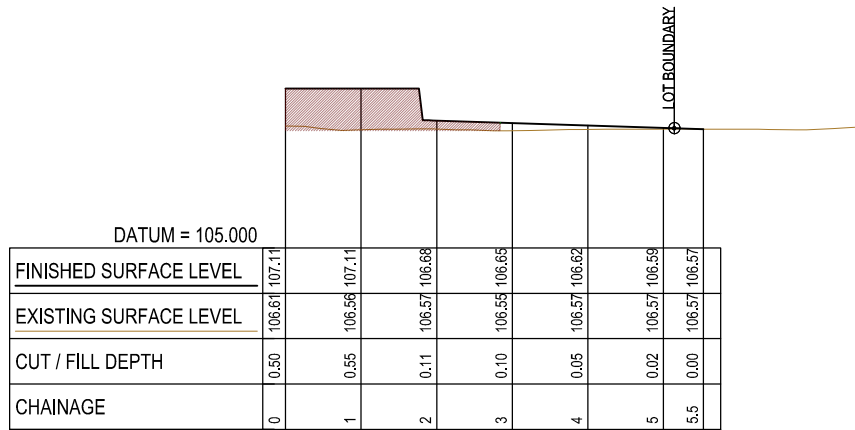 LOT BOUNDARY
DATUM = 105.000
FINISHED SURFACE LEVEL 107.11 107.11 106.68 106.65 106.62 106.59 106.57
EXISTING SURFACE LEVEL 106.61 106.56 106.57 106.55 106.57 106.57 106.57
CUT / FILL DEPTH 0.50 0.55 0.11 0.10 0.05 0.02 0.00
CHAINAGE 0 1 2 3 4 5 5.5